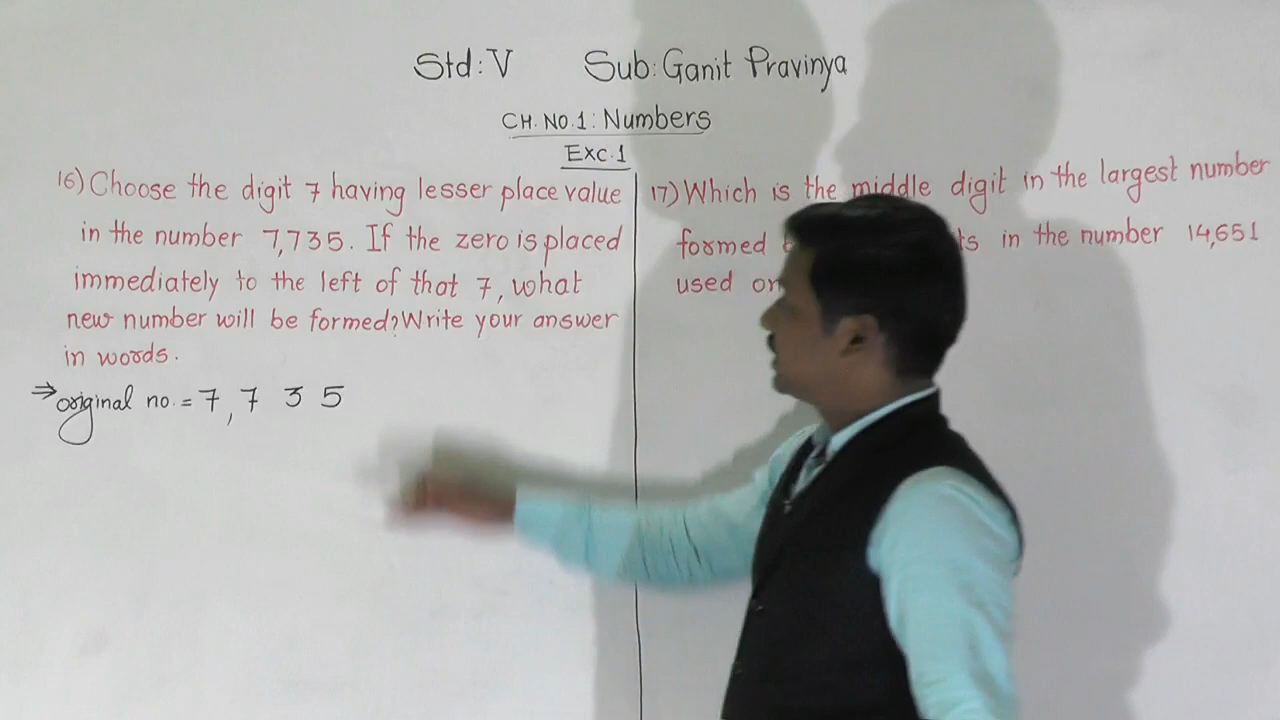 Std: V Sub: Ganit Pravinya
CH. NO. 1: Numbers
Exc. 1
16) Choose the digit 7 having lesser place value
in the number 7,735. If the zero is placed
immediately to the left of that 7, what
new number will be formed? Write your answer
in words.
⇒ original no. = 7, 7 3 5
17) Which is the middle digit in the largest number
formed in the number 14,651
used